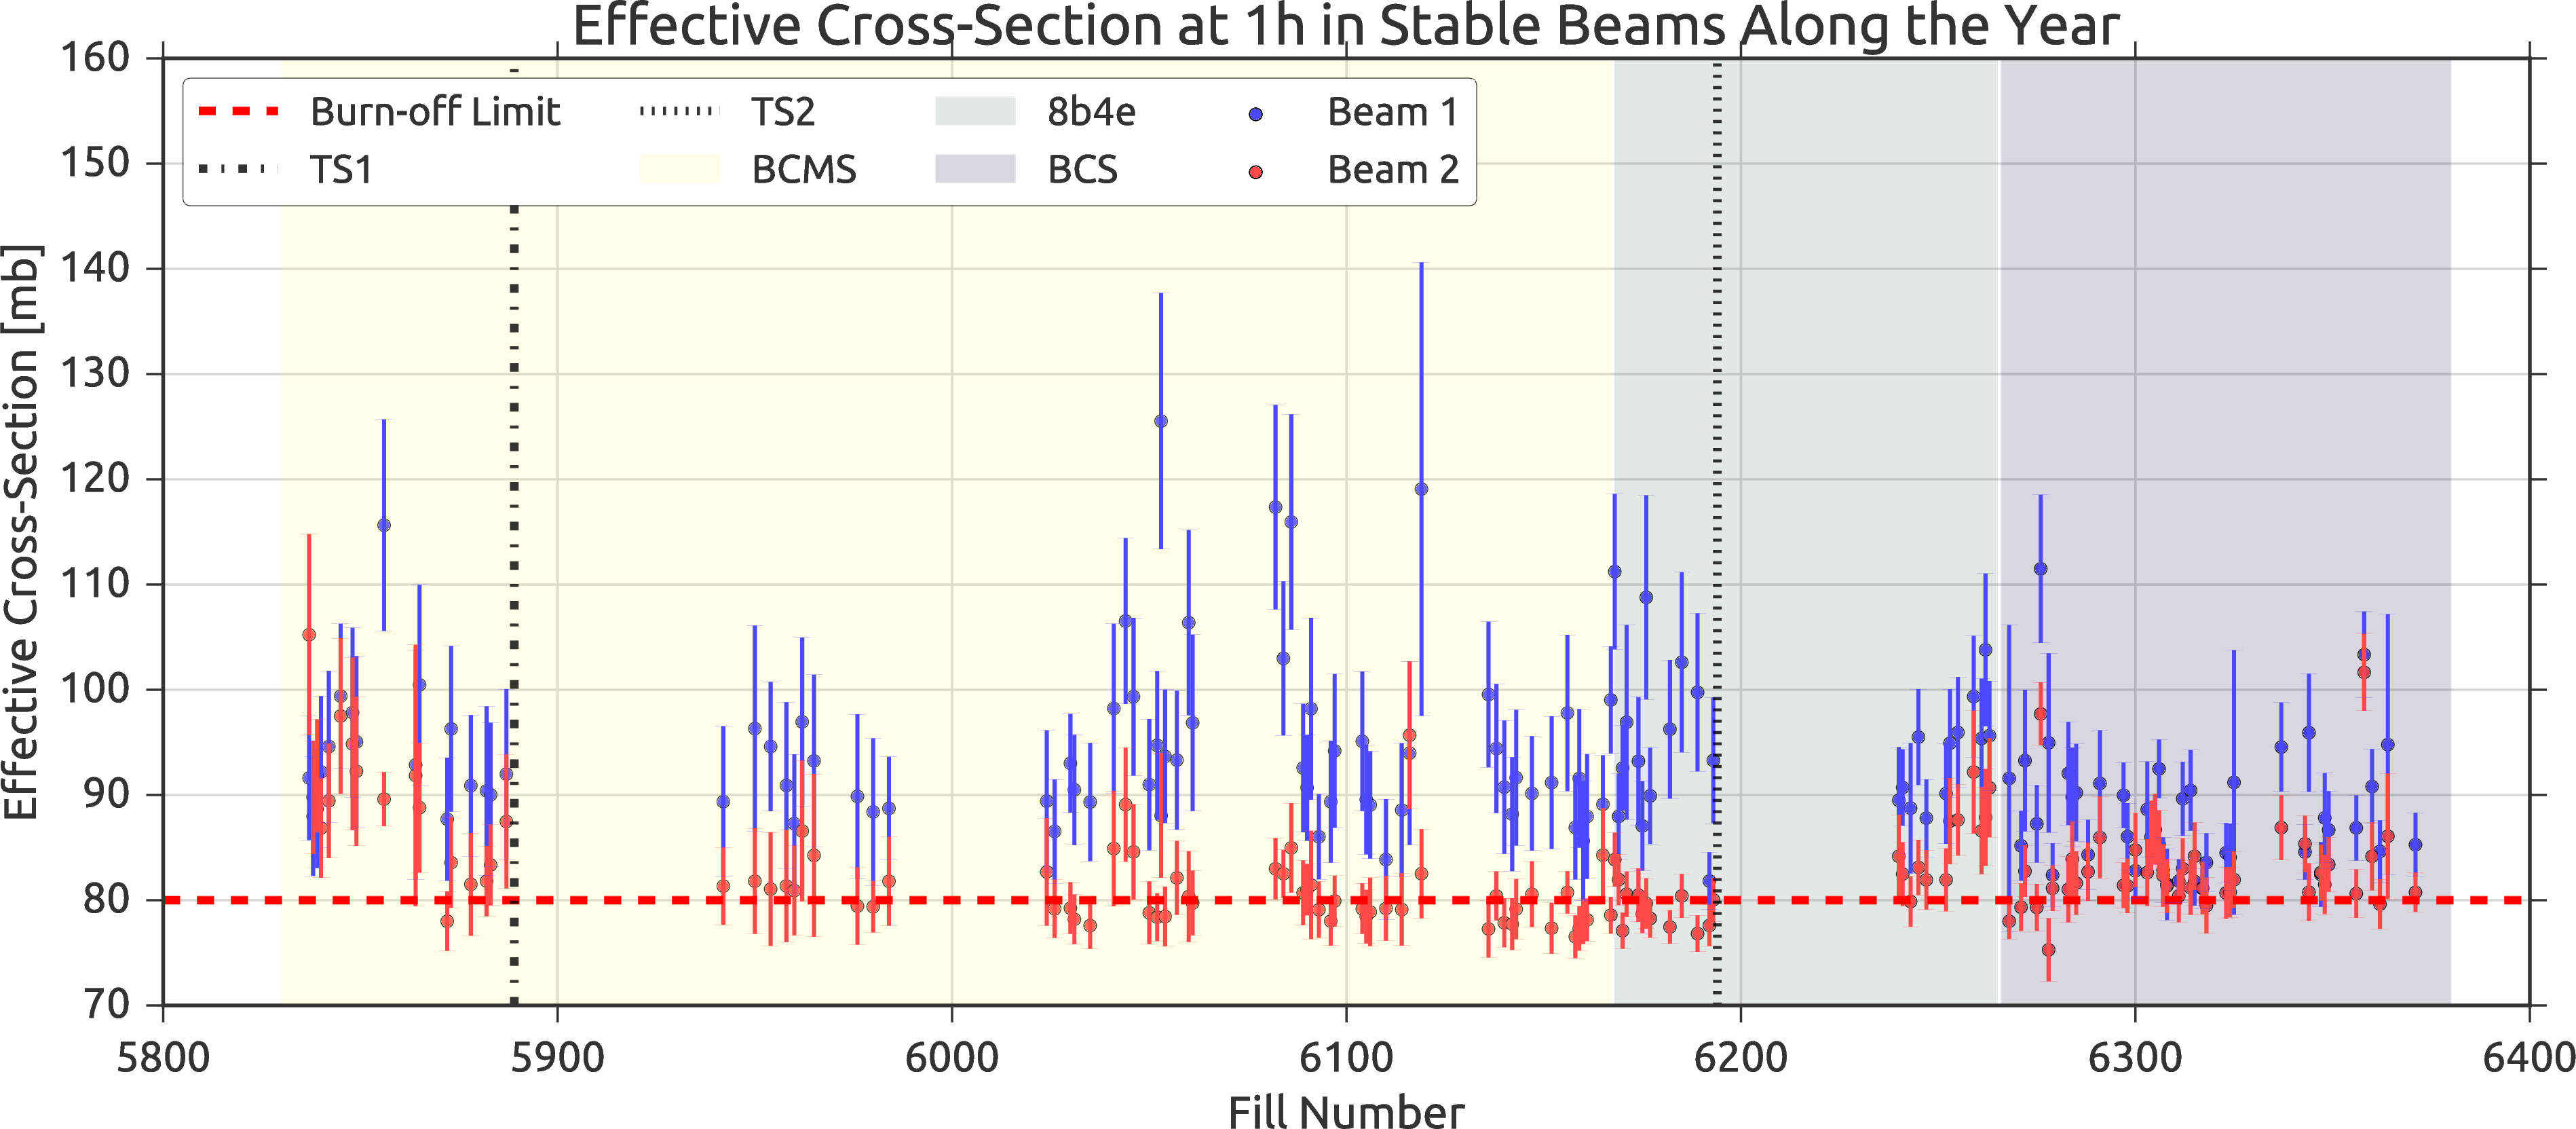 Effective Cross-Section at 1h in Stable Beams Along the Year
160
150
140
130
120
110
100
90
80
70
Effective Cross-Section [mb]
Burn-off Limit
TS1
TS2
BCMS
8b4e
BCS
Beam 1
Beam 2
5800 5900 6000 6100 6200 6300 6400
Fill Number